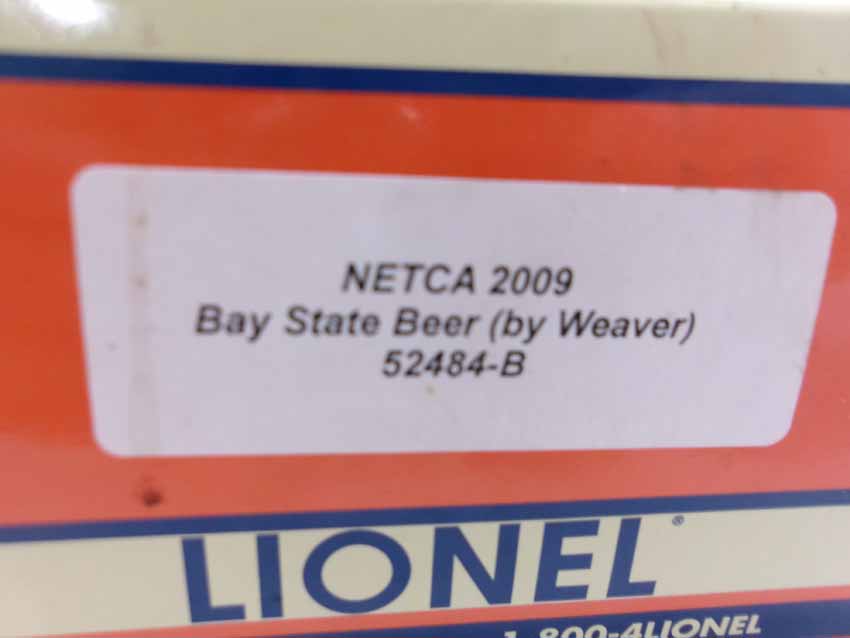 NETCA 2009
Bay State Beer (by Weaver)
52484-B
LIONEL®
1-800-4LIONEL